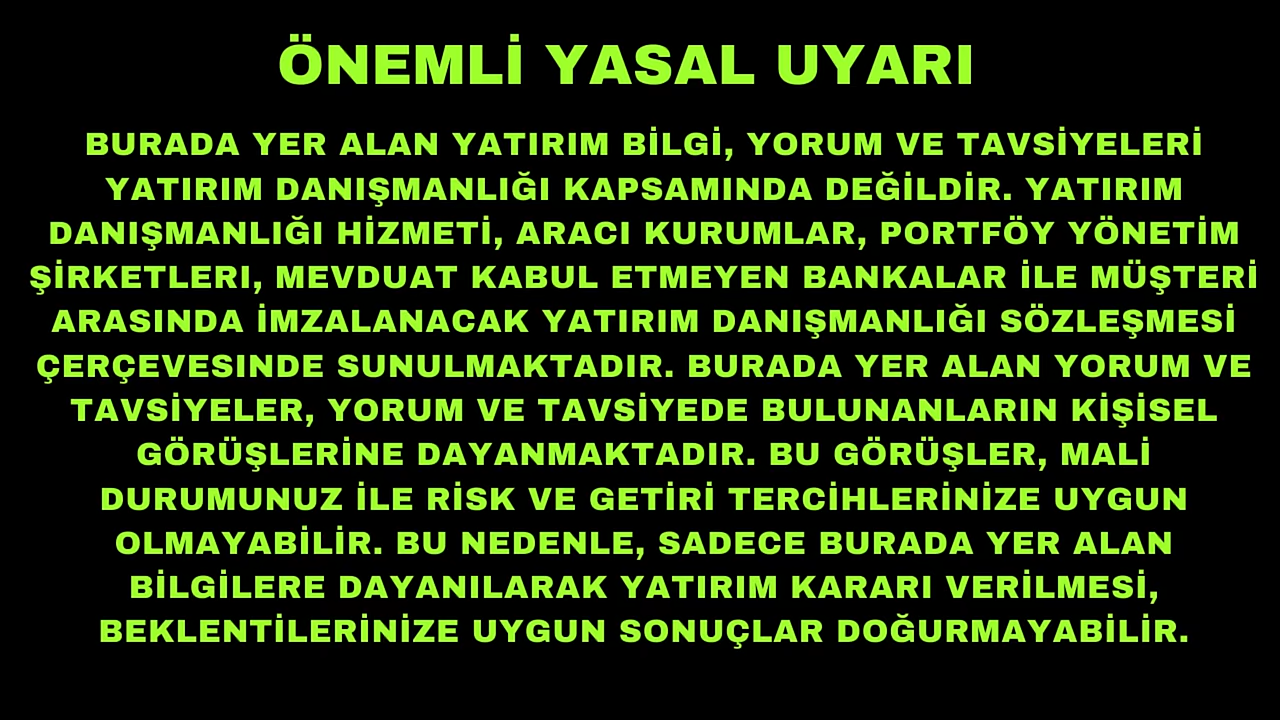 ÖNEMLİ YASAL UYARI
BURADA YER ALAN YATIRIM BİLGİ, YORUM VE TAVSİYELERİ
YATIRIM DANIŞMANLIĞI KAPSAMINDA DEĞİLDİR. YATIRIM
DANIŞMANLIĞI HİZMETİ, ARACI KURUMLAR, PORTFÖY YÖNETİM
ŞİRKETLERI, MEVDUAT KABUL ETMEYEN BANKALAR İLE MÜŞTERİ
ARASINDA İMZALANACAK YATIRIM DANIŞMANLIĞI SÖZLEŞMESİ
ÇERÇEVESINDE SUNULMAKTADIR. BURADA YER ALAN YORUM VE
TAVSİYELER, YORUM VE TAVSİYEDE BULUNANLARIN KİŞİSEL
GÖRÜŞLERİNE DAYANMAKTADIR. BU GÖRÜŞLER, MALİ
DURUMUNUZ İLE RİSK VE GETİRİ TERCİHLERİNİZE UYGUN
OLMAYABİLİR. BU NEDENLE, SADECE BURADA YER ALAN
BİLGİLERE DAYANILARAK YATIRIM KARARI VERİLMESİ,
BEKLENTİLERİNİZE UYGUN SONUÇLAR DOĞURMAYABİLİR.